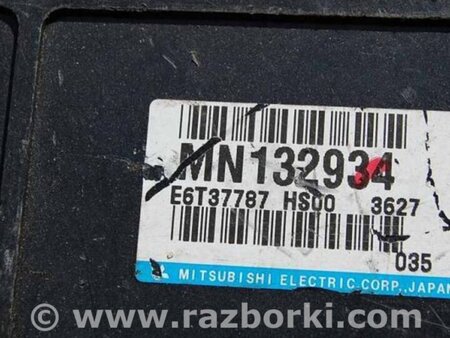 MN132934
E6T37787 HS00 3627
035
MITSUBISHI ELECTRIC CORP., JAPAN
© www.razborki.com